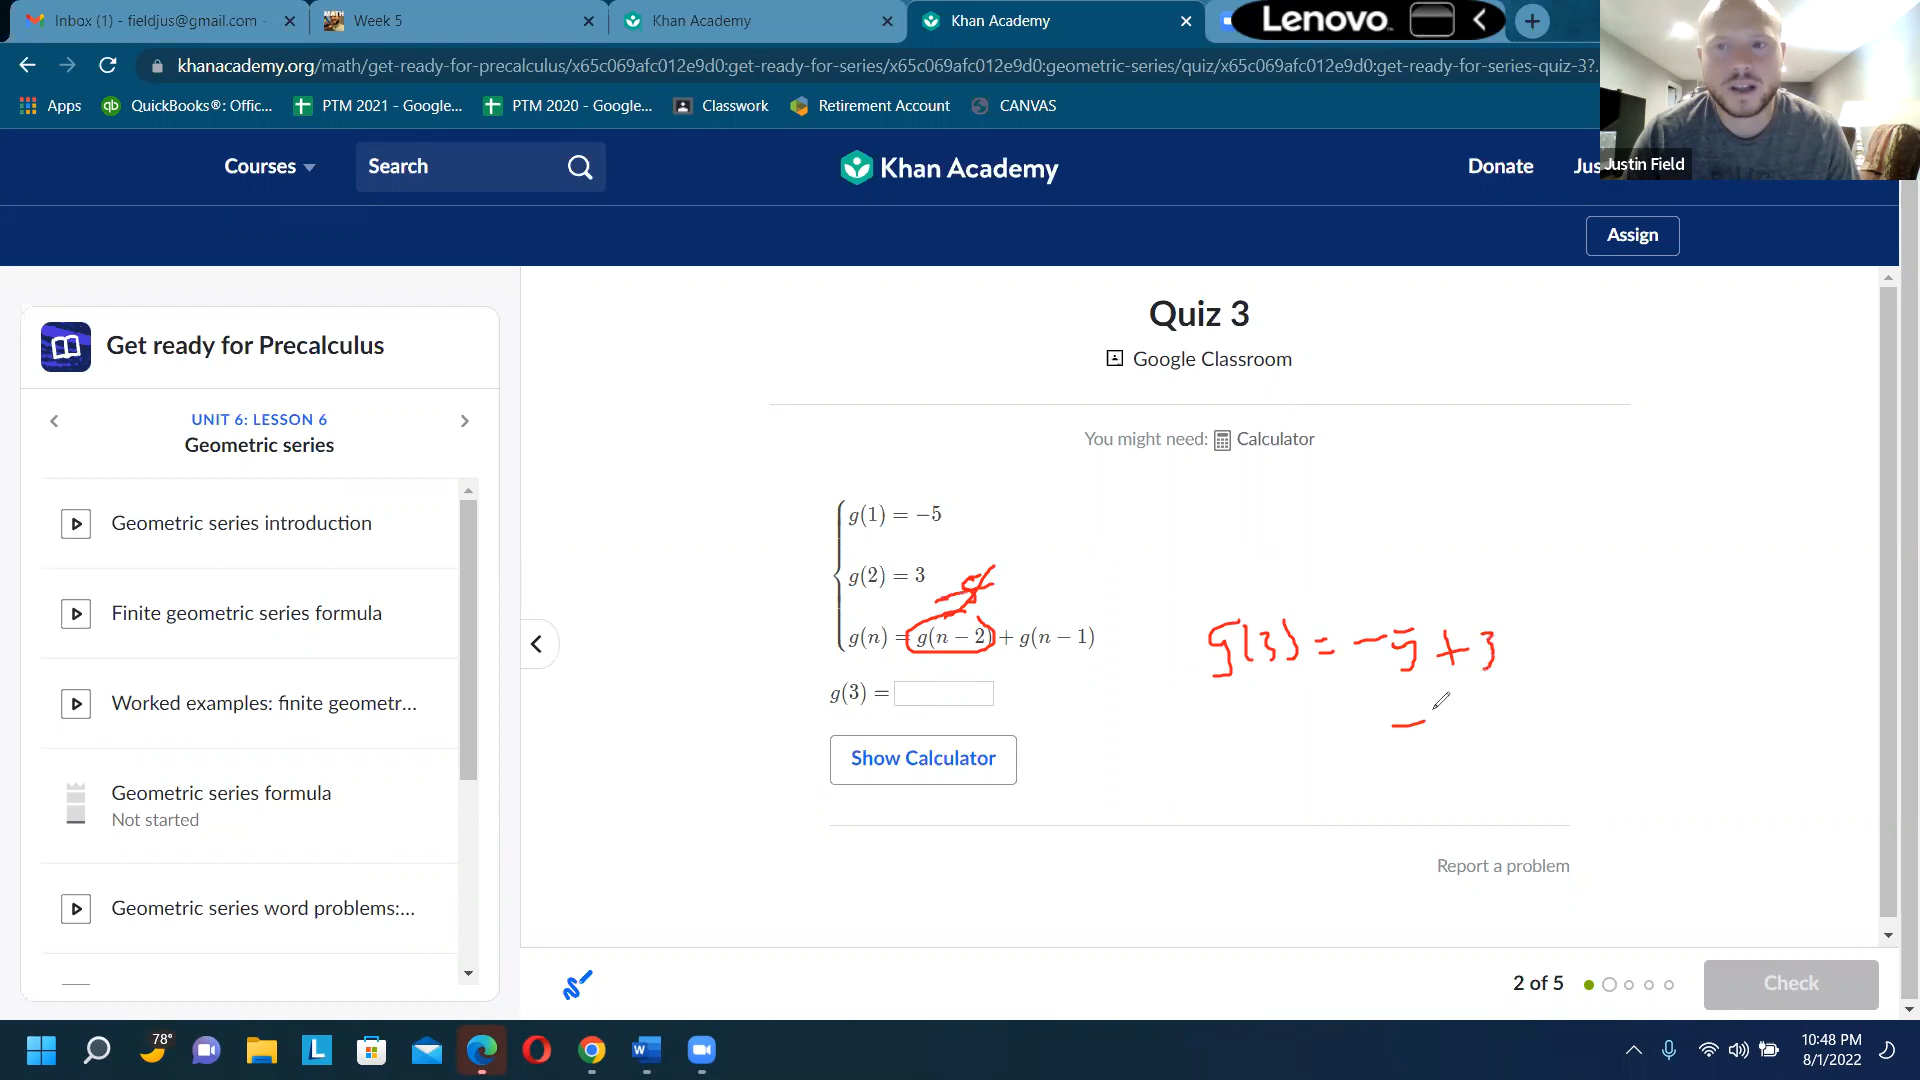 Inbox (1) - fieldjus@gmail.com -
Week 5
Khan Academy
Khan Academy
Lenovo
khanacademy.org/math/get-ready-for-precalculus/x65c069afc012e9d0:get-ready-for-series/x65c069afc012e9d0:geometric-series/quiz/x65c069afc012e9d0:get-ready-for-series-quiz-3?..
Apps
QuickBooks®: Offic...
PTM 2021 - Google...
PTM 2020 - Google...
Classwork
Retirement Account
CANVAS
Justin Field
Courses
Search
Khan Academy
Donate
Jus
Assign
Get ready for Precalculus
UNIT 6: LESSON 6
Geometric series
Geometric series introduction
Finite geometric series formula
Worked examples: finite geometr...
Geometric series formula
Not started
Geometric series word problems:...
Quiz 3
Google Classroom
You might need: Calculator
g(1) = −5
g(2) = 3
g(n) = g(n − 2) + g(n − 1)
g(3) =
g(3) = -5 + 3
Show Calculator
Report a problem
2 of 5
Check
78°
10:48 PM
8/1/2022